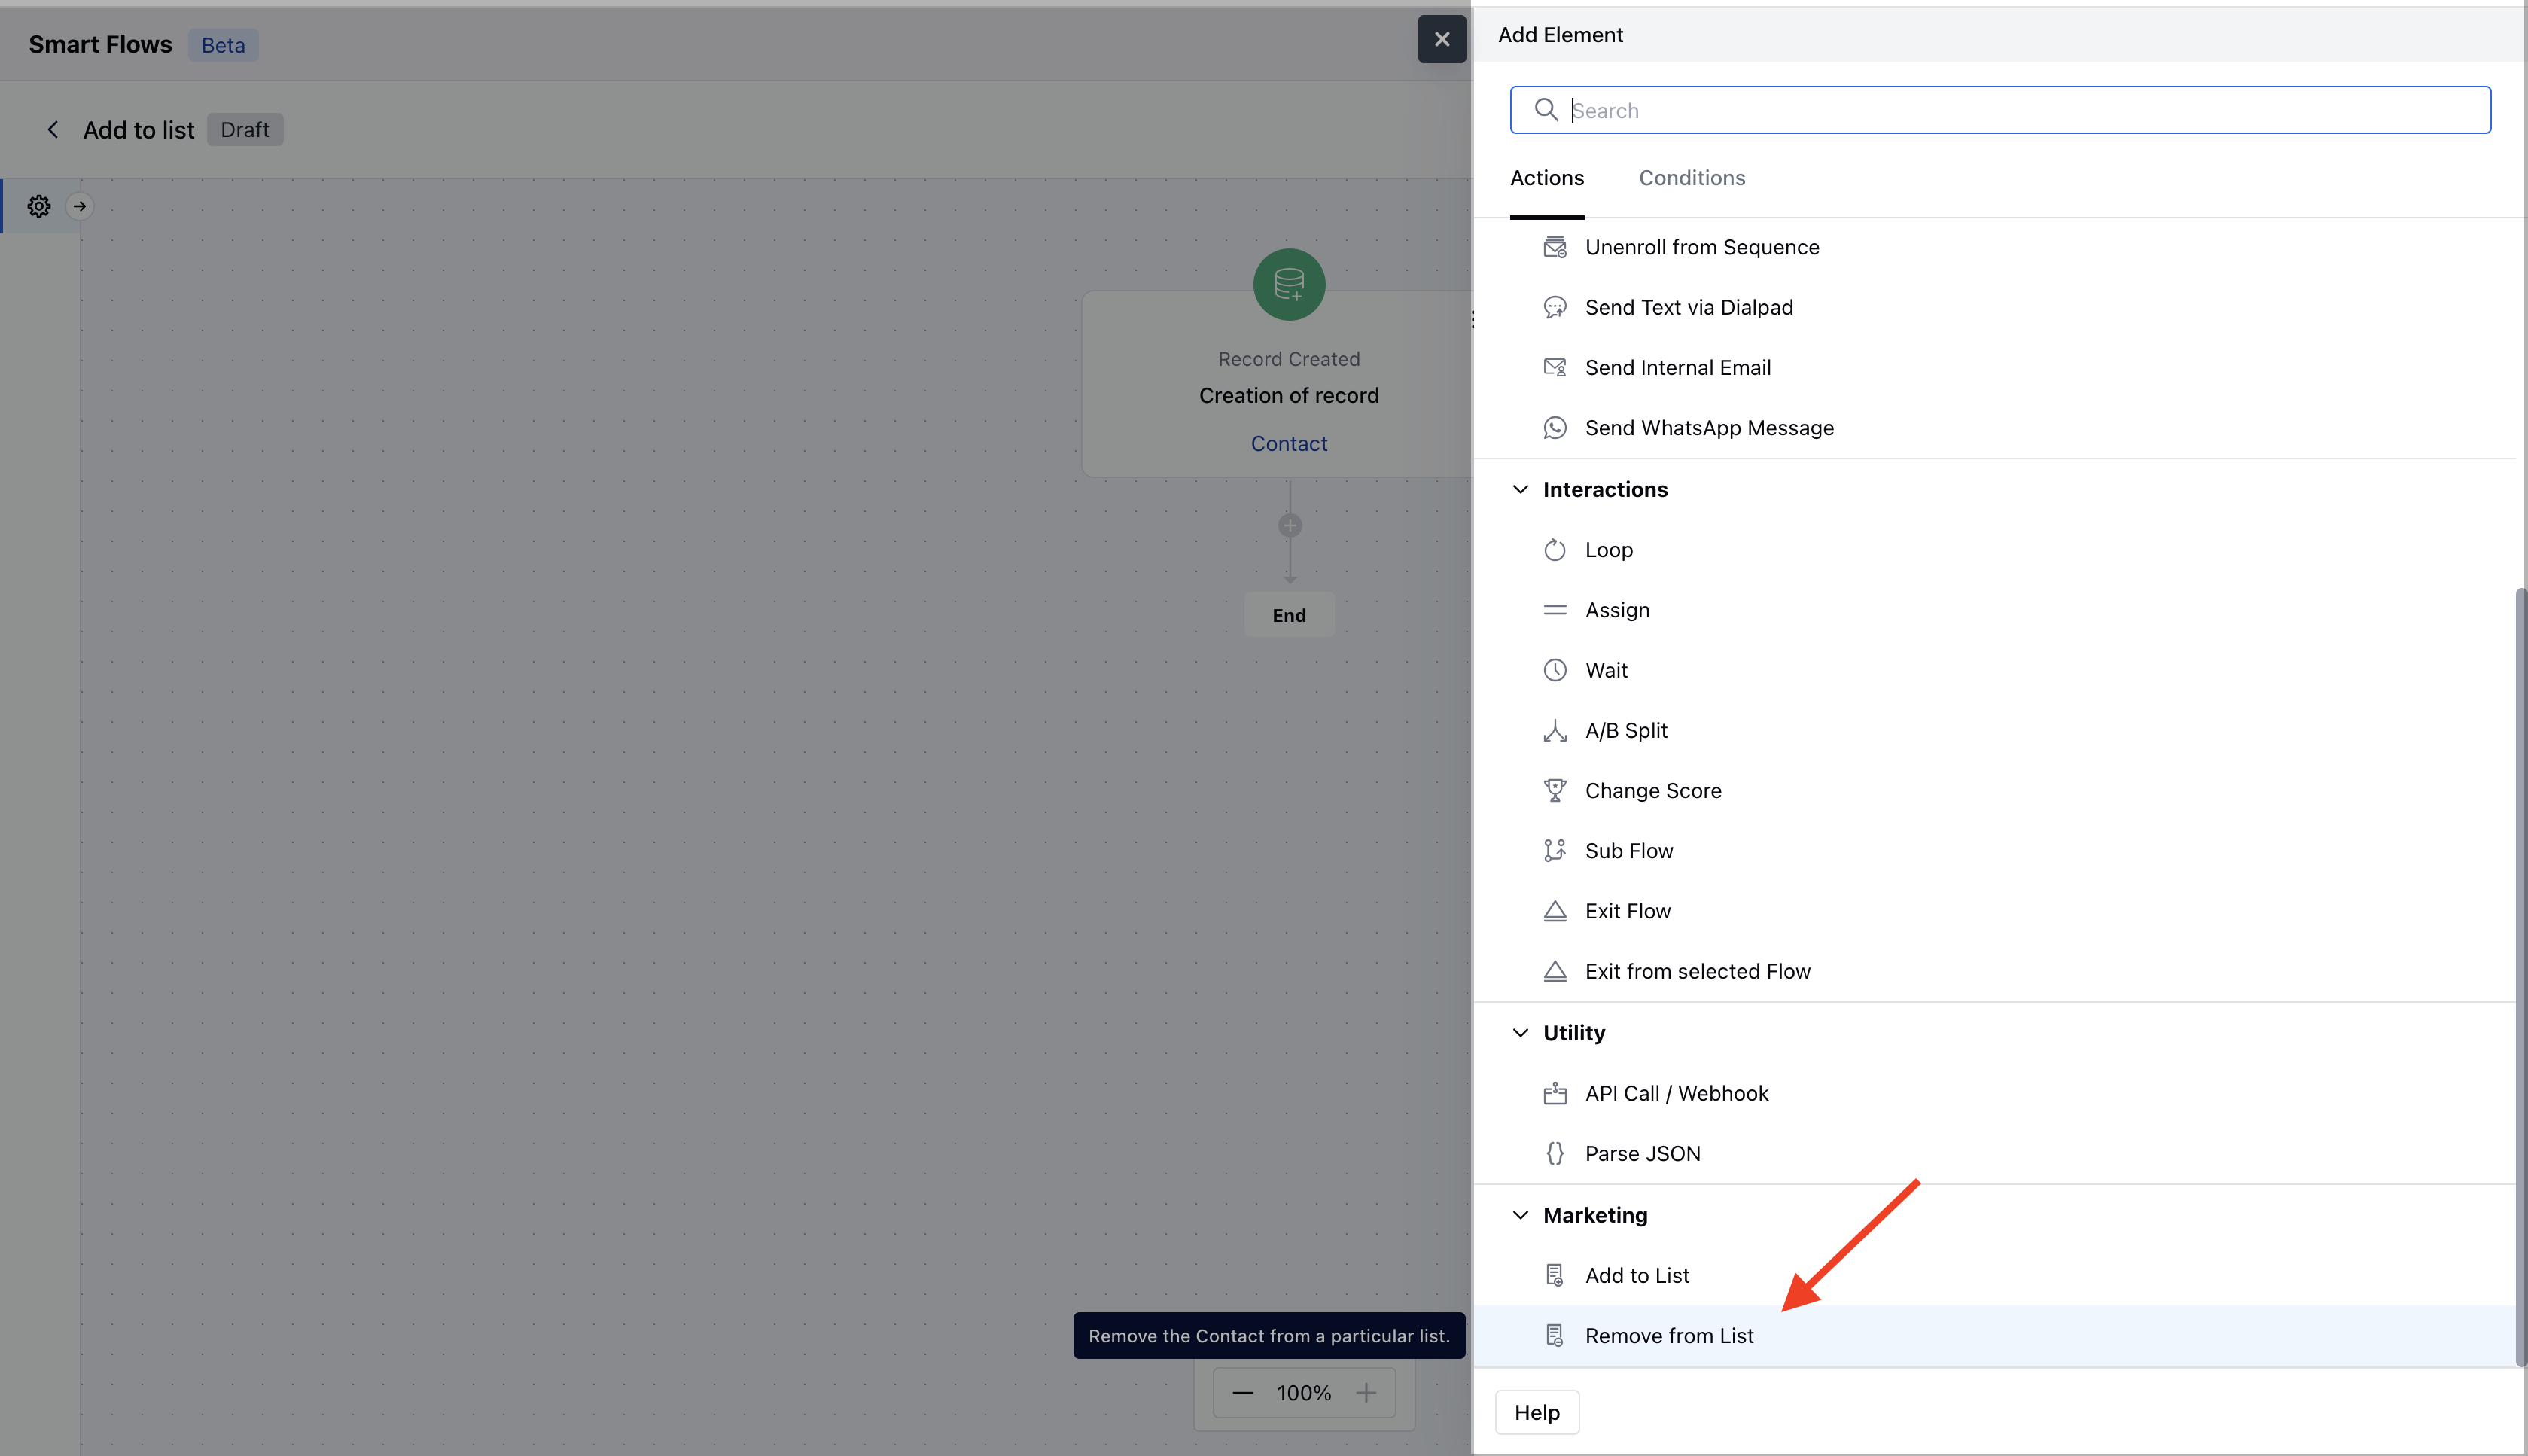 Smart Flows
Beta
Add to list
Draft
Record Created
Creation of record
Contact
End
Remove the Contact from a particular list.
100%
Add Element
Search
Actions
Conditions
Unenroll from Sequence
Send Text via Dialpad
Send Internal Email
Send WhatsApp Message
Interactions
Loop
Assign
Wait
A/B Split
Change Score
Sub Flow
Exit Flow
Exit from selected Flow
Utility
API Call / Webhook
Parse JSON
Marketing
Add to List
Remove from List
Help